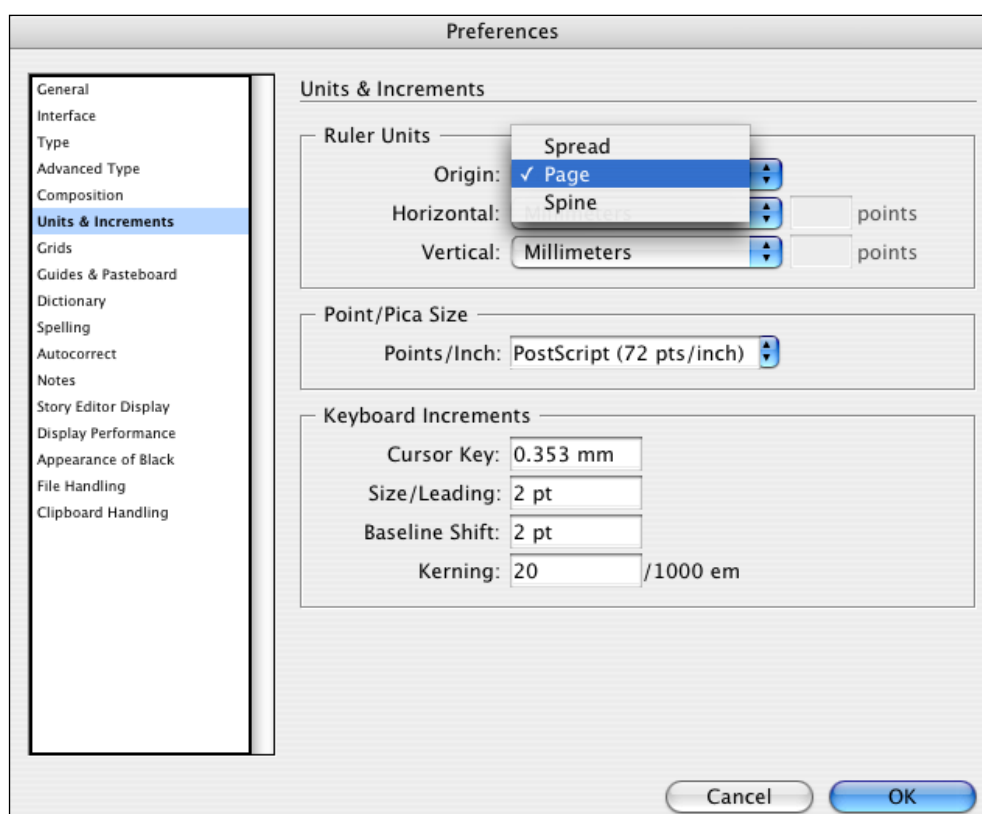 Preferences
General
Interface
Type
Advanced Type
Composition
Units & Increments
Grids
Guides & Pasteboard
Dictionary
Spelling
Autocorrect
Notes
Story Editor Display
Display Performance
Appearance of Black
File Handling
Clipboard Handling
Units & Increments
Ruler Units
Spread
Origin: ✓ Page
Spine
Horizontal: Millimeters points
Vertical: Millimeters points
Point/Pica Size
Points/Inch: PostScript (72 pts/inch)
Keyboard Increments
Cursor Key: 0.353 mm
Size/Leading: 2 pt
Baseline Shift: 2 pt
Kerning: 20 /1000 em
Cancel OK